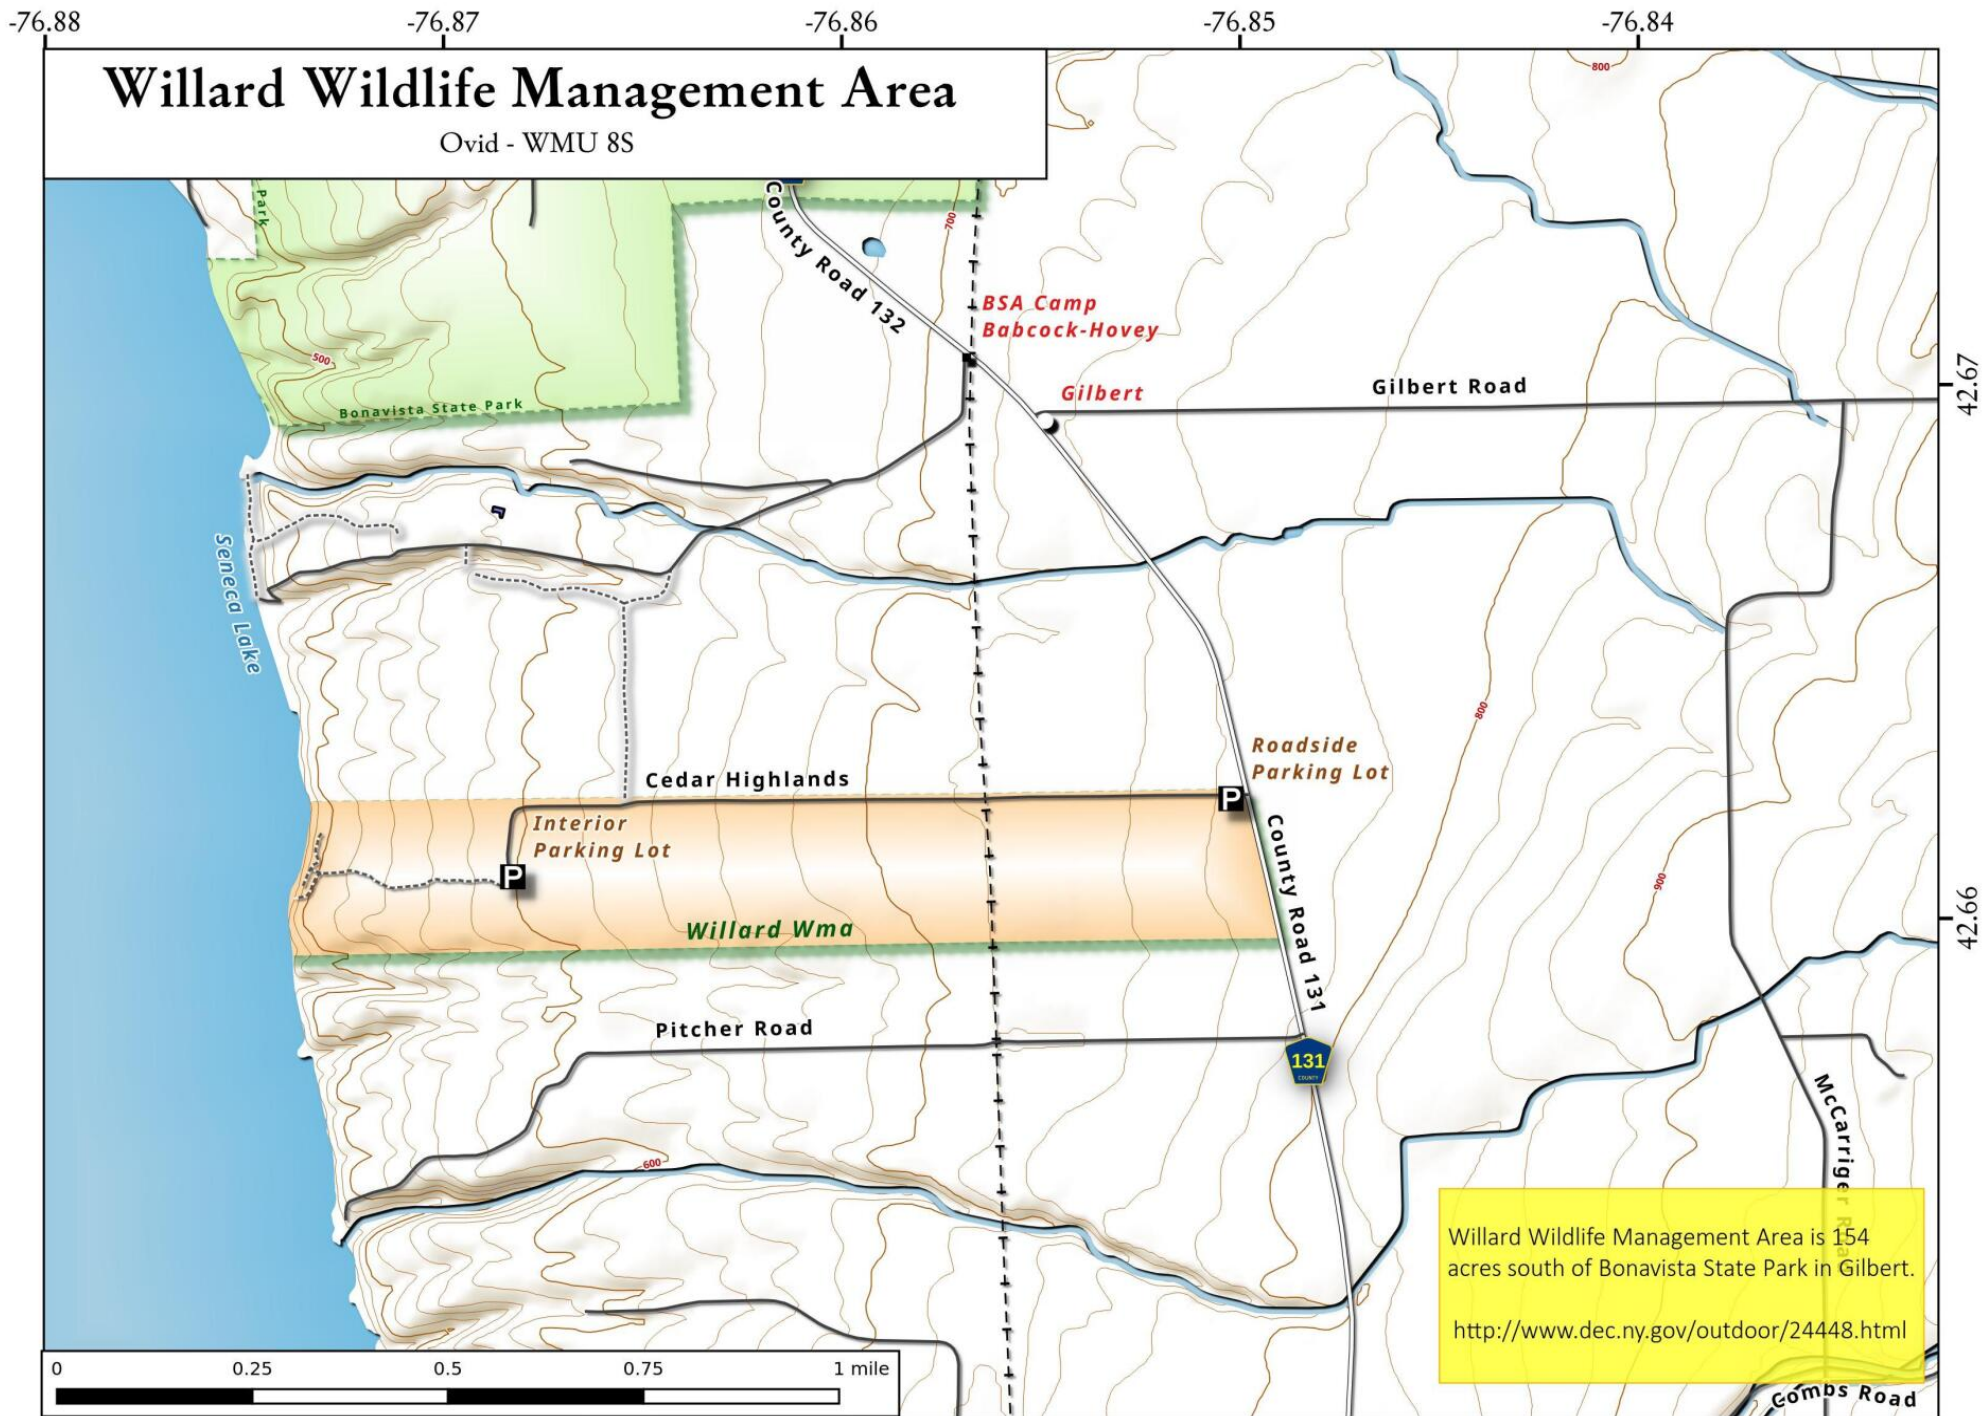 -76.88
-76.87
-76.86
-76.85
-76.84
Willard Wildlife Management Area
Ovid - WMU 8S
800
Park
County Road 132
700
BSA Camp
Babcock-Hovey
500
Gilbert
Gilbert Road
42.67
Bonavista State Park
Seneca Lake
800
Roadside
Parking Lot
Cedar Highlands
P
Interior
Parking Lot
P
County Road 131
900
42.66
Willard Wma
Pitcher Road
131
COUNTY
McCarriger Road
600
Willard Wildlife Management Area is 154
acres south of Bonavista State Park in Gilbert.
http://www.dec.ny.gov/outdoor/24448.html
0 0.25 0.5 0.75 1 mile
Combs Road